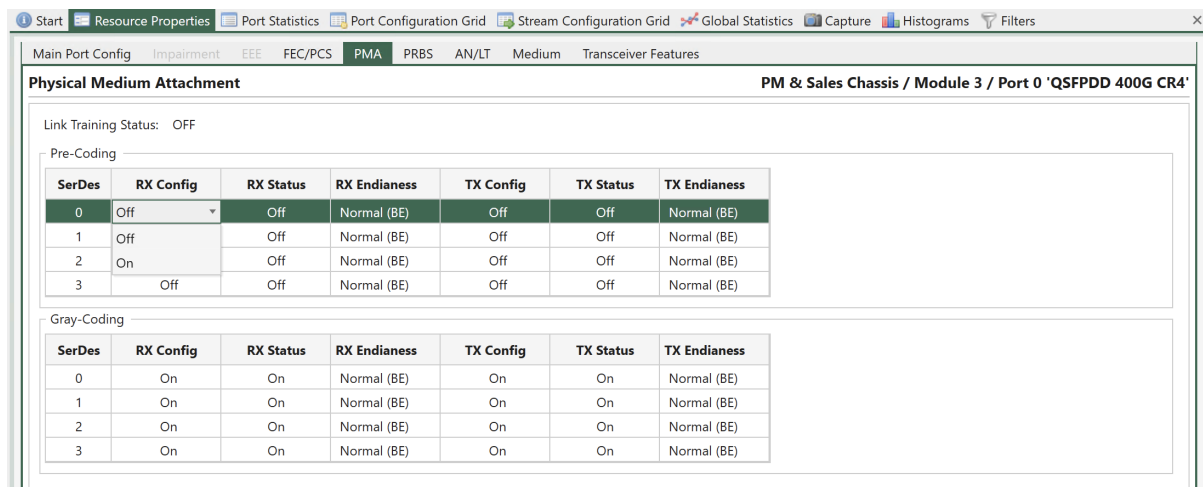 Start Resource Properties Port Statistics Port Configuration Grid Stream Configuration Grid Global Statistics Capture Histograms Filters
Main Port Config Impairment EEE FEC/PCS PMA PRBS AN/LT Medium Transceiver Features
Physical Medium Attachment PM & Sales Chassis / Module 3 / Port 0 'QSFPDD 400G CR4'
Link Training Status: OFF
Pre-Coding
SerDes RX Config RX Status RX Endianess TX Config TX Status TX Endianess
0 Off Off Normal (BE) Off Off Normal (BE)
1 Off Off Normal (BE) Off Off Normal (BE)
2 On Off Normal (BE) Off Off Normal (BE)
3 Off Off Normal (BE) Off Off Normal (BE)
Gray-Coding
SerDes RX Config RX Status RX Endianess TX Config TX Status TX Endianess
0 On On Normal (BE) On On Normal (BE)
1 On On Normal (BE) On On Normal (BE)
2 On On Normal (BE) On On Normal (BE)
3 On On Normal (BE) On On Normal (BE)